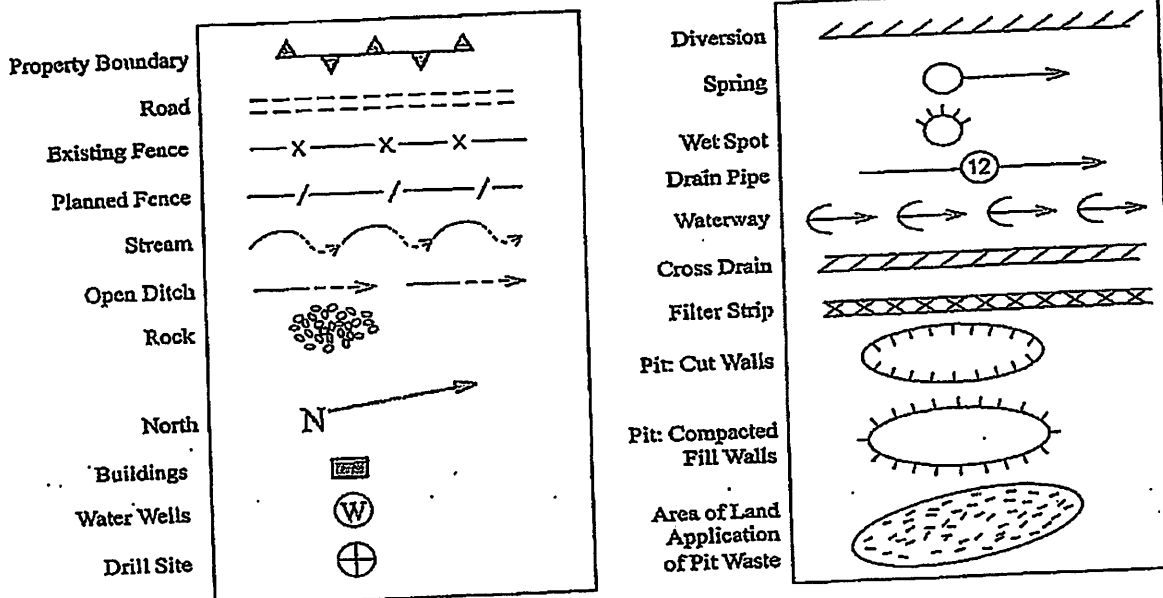 Property Boundary
Road
Existing Fence
Planned Fence
Stream
Open Ditch
Rock
North
N
Buildings
Water Wells
W
Drill Site
Diversion
Spring
Wet Spot
Drain Pipe
12
Waterway
Cross Drain
Filter Strip
Pit: Cut Walls
Pit: Compacted
Fill Walls
Area of Land
Application
of Pit Waste